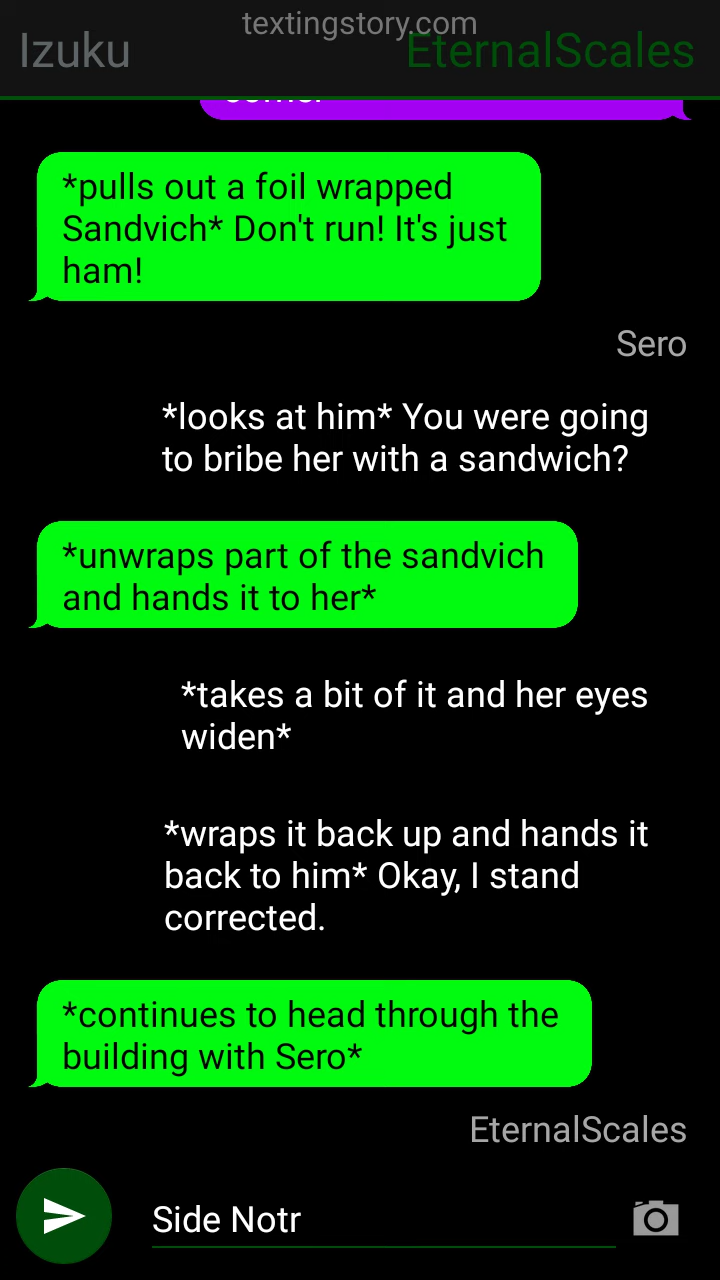 textingstory.com
Izuku
EternalScales
*pulls out a foil wrapped
Sandvich* Don't run! It's just
ham!
Sero
*looks at him* You were going
to bribe her with a sandwich?
*unwraps part of the sandvich
and hands it to her*
*takes a bit of it and her eyes
widen*
*wraps it back up and hands it
back to him* Okay, I stand
corrected.
*continues to head through the
building with Sero*
EternalScales
Side Notr